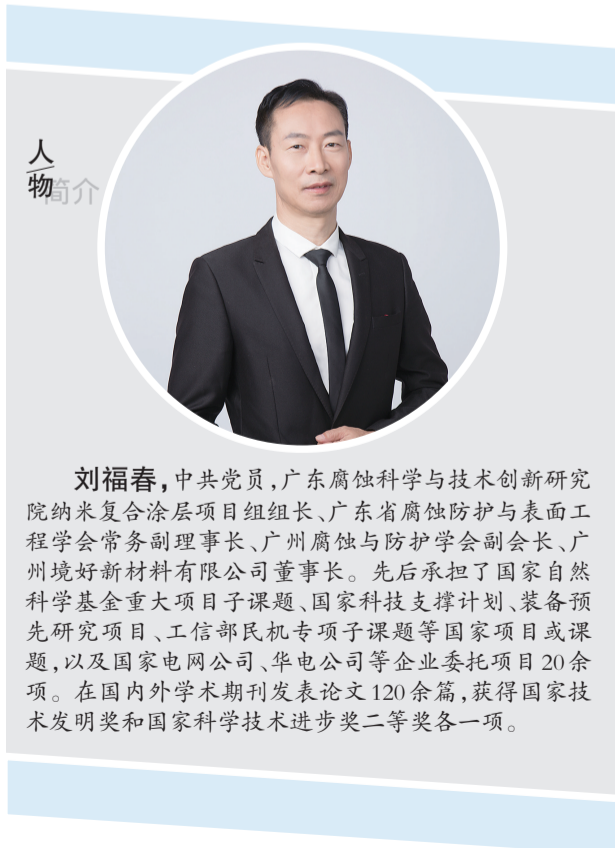 人物
简介
刘福春,中共党员,广东腐蚀科学与技术创新研究
院纳米复合涂层项目组组长、广东省腐蚀防护与表面工
程学会常务副理事长、广州腐蚀与防护学会副会长、广
州境好新材料有限公司董事长。先后承担了国家自然
科学基金重大项目子课题、国家科技支撑计划、装备预
先研究项目、工信部民机专项子课题等国家项目或课
题,以及国家电网公司、华电公司等企业委托项目20余
项。在国内外学术期刊发表论文120余篇,获得国家技
术发明奖和国家科学技术进步奖二等奖各一项。